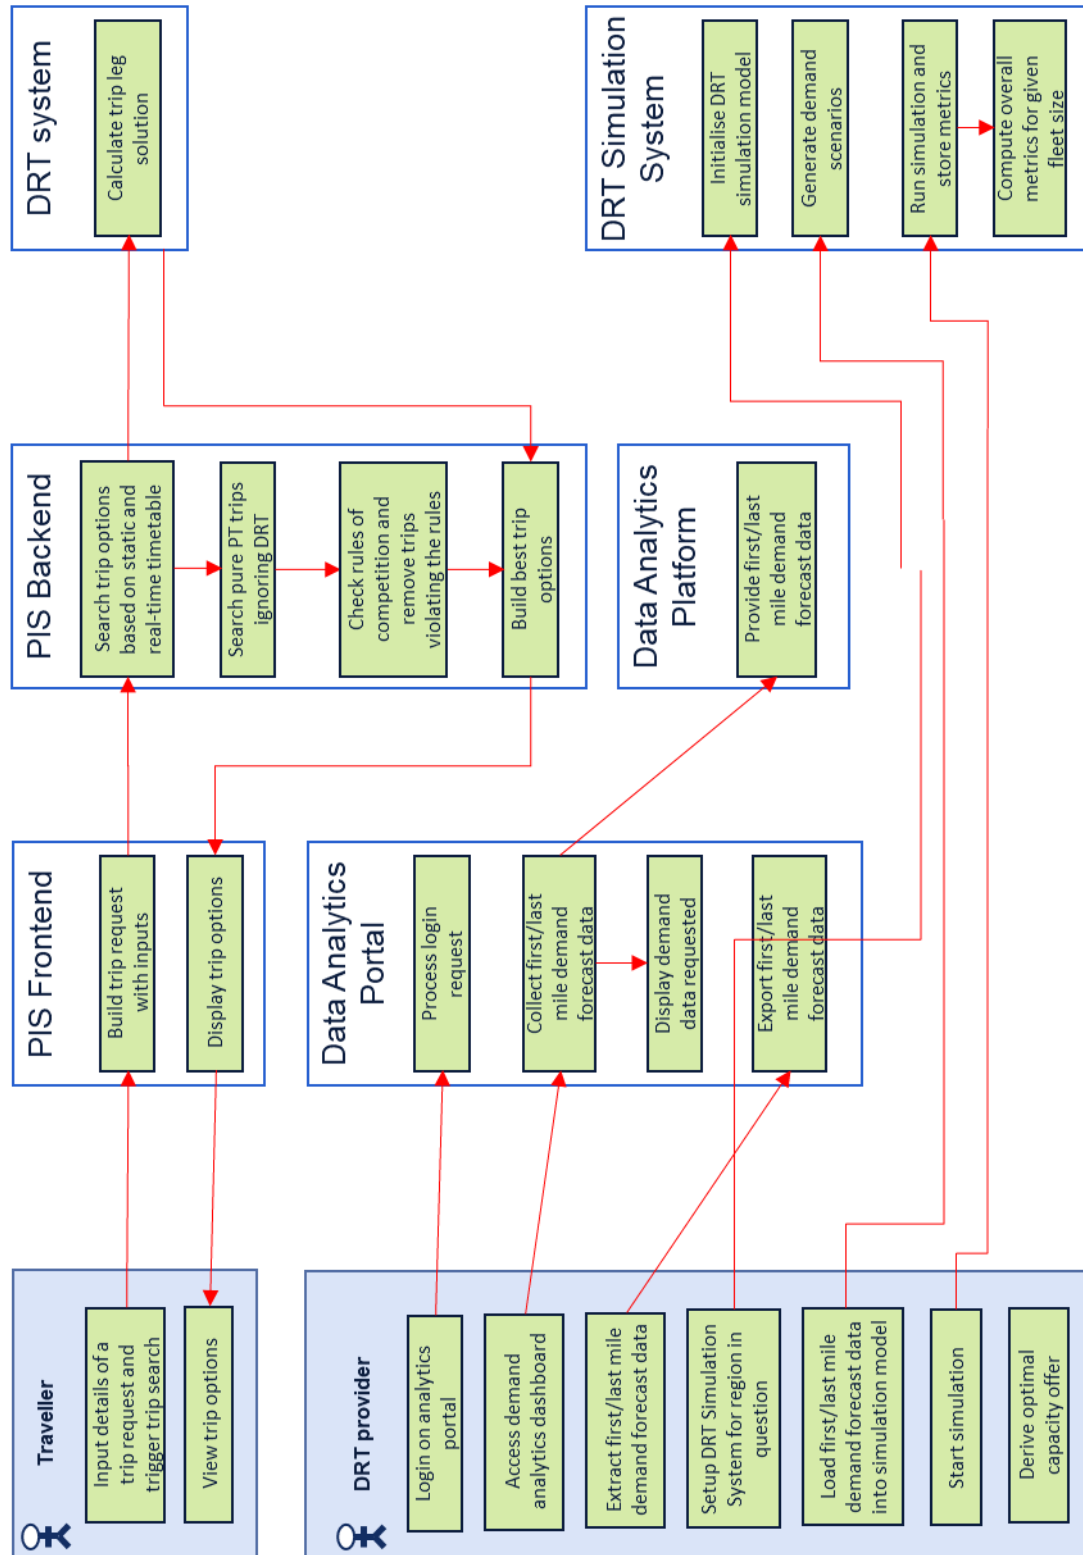 Traveller
Input details of a
trip request and
trigger trip search
View trip options
PIS Frontend
Build trip request
with inputs
Display trip options
PIS Backend
Search trip options
based on static and
real-time timetable
Search pure PT trips
ignoring DRT
Check rules of
competition and
remove trips
violating the rules
Build best trip
options
DRT system
Calculate trip leg
solution
DRT provider
Login on analytics
portal
Access demand
analytics dashboard
Extract first/last mile
demand forecast data
Setup DRT Simulation
System for region in
question
Load first/last mile
demand forecast data
into simulation model
Start simulation
Derive optimal
capacity offer
Data Analytics
Portal
Process login
request
Collect first/last
mile demand
forecast data
Display demand
data requested
Export first/last
mile demand
forecast data
Data Analytics
Platform
Provide first/last
mile demand
forecast data
DRT Simulation
System
Initialise DRT
simulation model
Generate demand
scenarios
Run simulation and
store metrics
Compute overall
metrics for given
fleet size